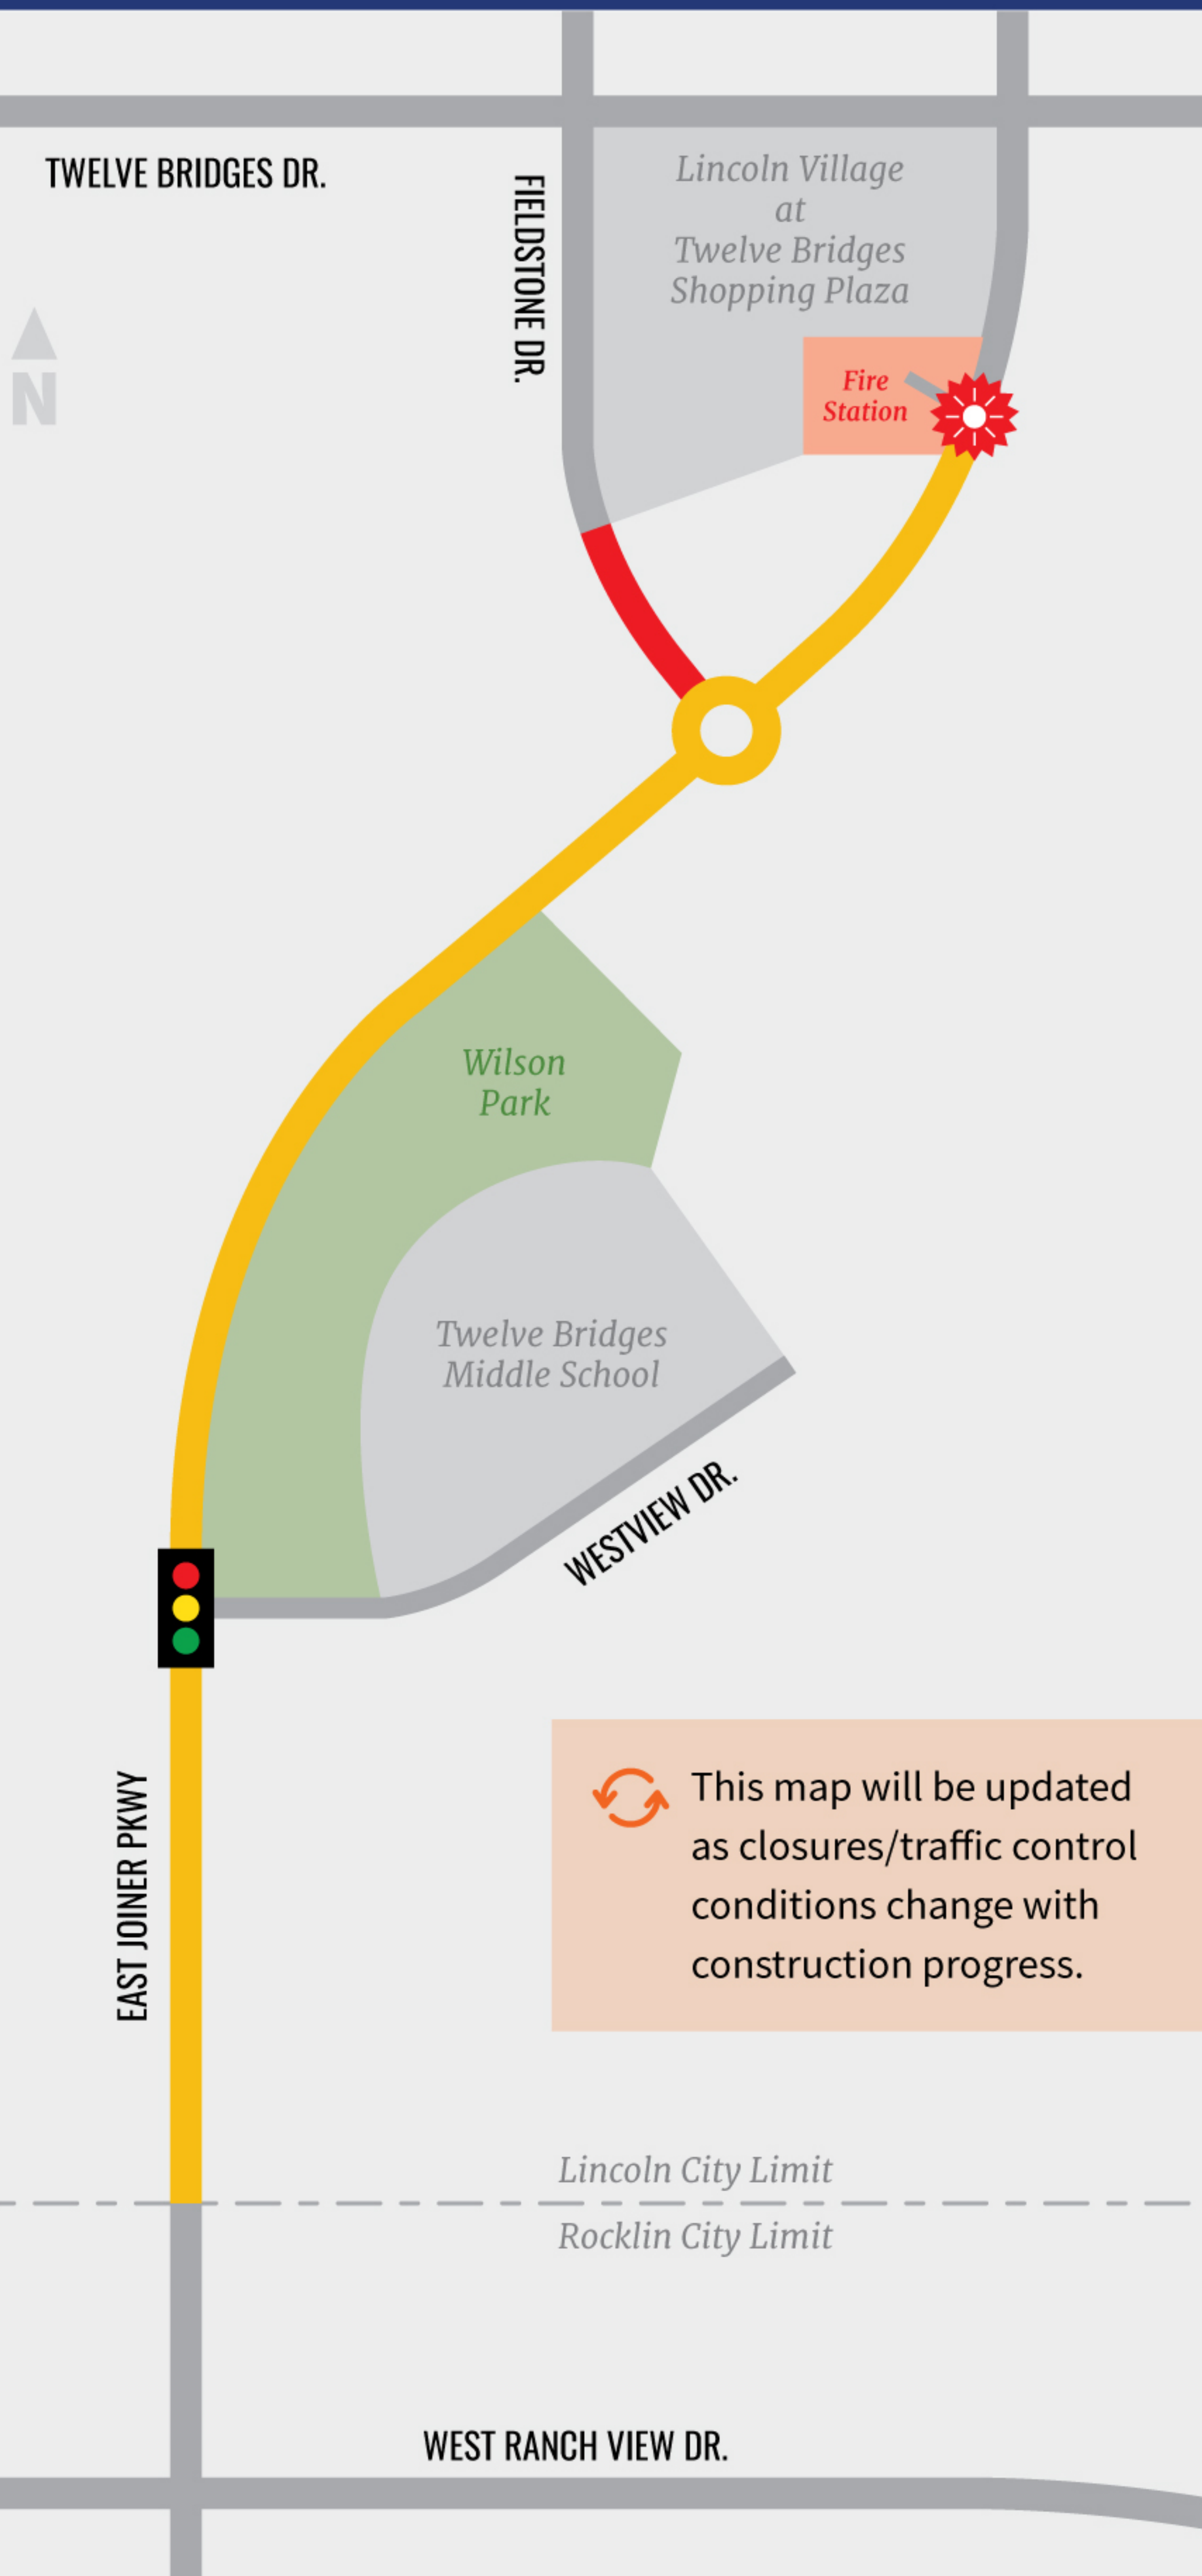 TWELVE BRIDGES DR.
FIELDSTONE DR.
Lincoln Village
at
Twelve Bridges
Shopping Plaza
Fire
Station
N
Wilson
Park
Twelve Bridges
Middle School
WESTVIEW DR.
EAST JOINER PKWY
This map will be updated
as closures/traffic control
conditions change with
construction progress.
Lincoln City Limit
Rocklin City Limit
WEST RANCH VIEW DR.